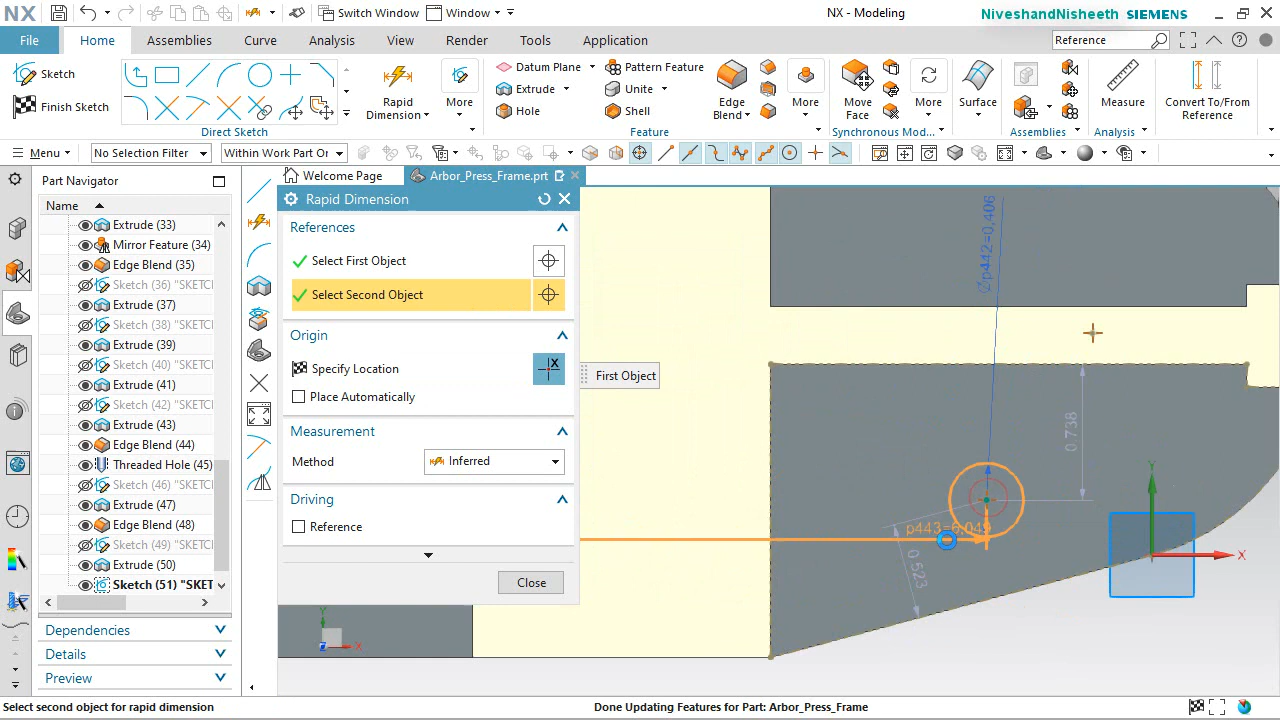 NX
Switch Window
Window
NX - Modeling
NiveshandNisheeth SIEMENS
File
Home
Assemblies
Curve
Analysis
View
Render
Tools
Application
Reference
Sketch
Finish Sketch
Direct Sketch
Rapid Dimension
More
Datum Plane
Extrude
Hole
Pattern Feature
Unite
Shell
Edge Blend
More
Feature
Move Face
More
Synchronous Mod...
Surface
Assemblies
Measure
Analysis
Convert To/From Reference
Menu
No Selection Filter
Within Work Part Or
Part Navigator
Name
Extrude (33)
Mirror Feature (34)
Edge Blend (35)
Sketch (36) "SKETC
Extrude (37)
Sketch (38) "SKETC
Extrude (39)
Sketch (40) "SKETC
Extrude (41)
Sketch (42) "SKETC
Extrude (43)
Edge Blend (44)
Threaded Hole (45)
Sketch (46) "SKETC
Extrude (47)
Edge Blend (48)
Sketch (49) "SKETC
Extrude (50)
Sketch (51) "SKET
Dependencies
Details
Preview
Welcome Page
Arbor_Press_Frame.prt
Rapid Dimension
References
Select First Object
Select Second Object
Origin
Specify Location
Place Automatically
Measurement
Method
Inferred
Driving
Reference
Close
First Object
Øp442=0,406
0.738
p443=6,049
0.523
Y
X
Y
X
Select second object for rapid dimension
Done Updating Features for Part: Arbor_Press_Frame